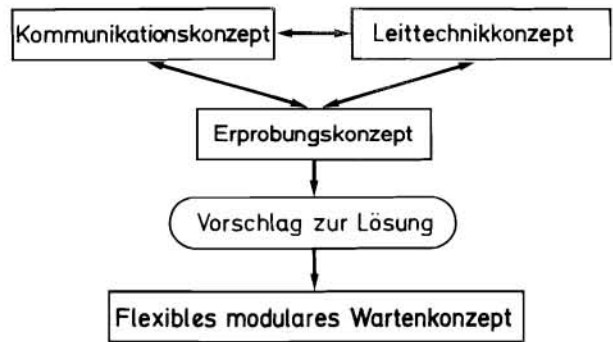 Kommunikationskonzept
Leittechnikkonzept
Erprobungskonzept
Vorschlag zur Lösung
Flexibles modulares Wartenkonzept